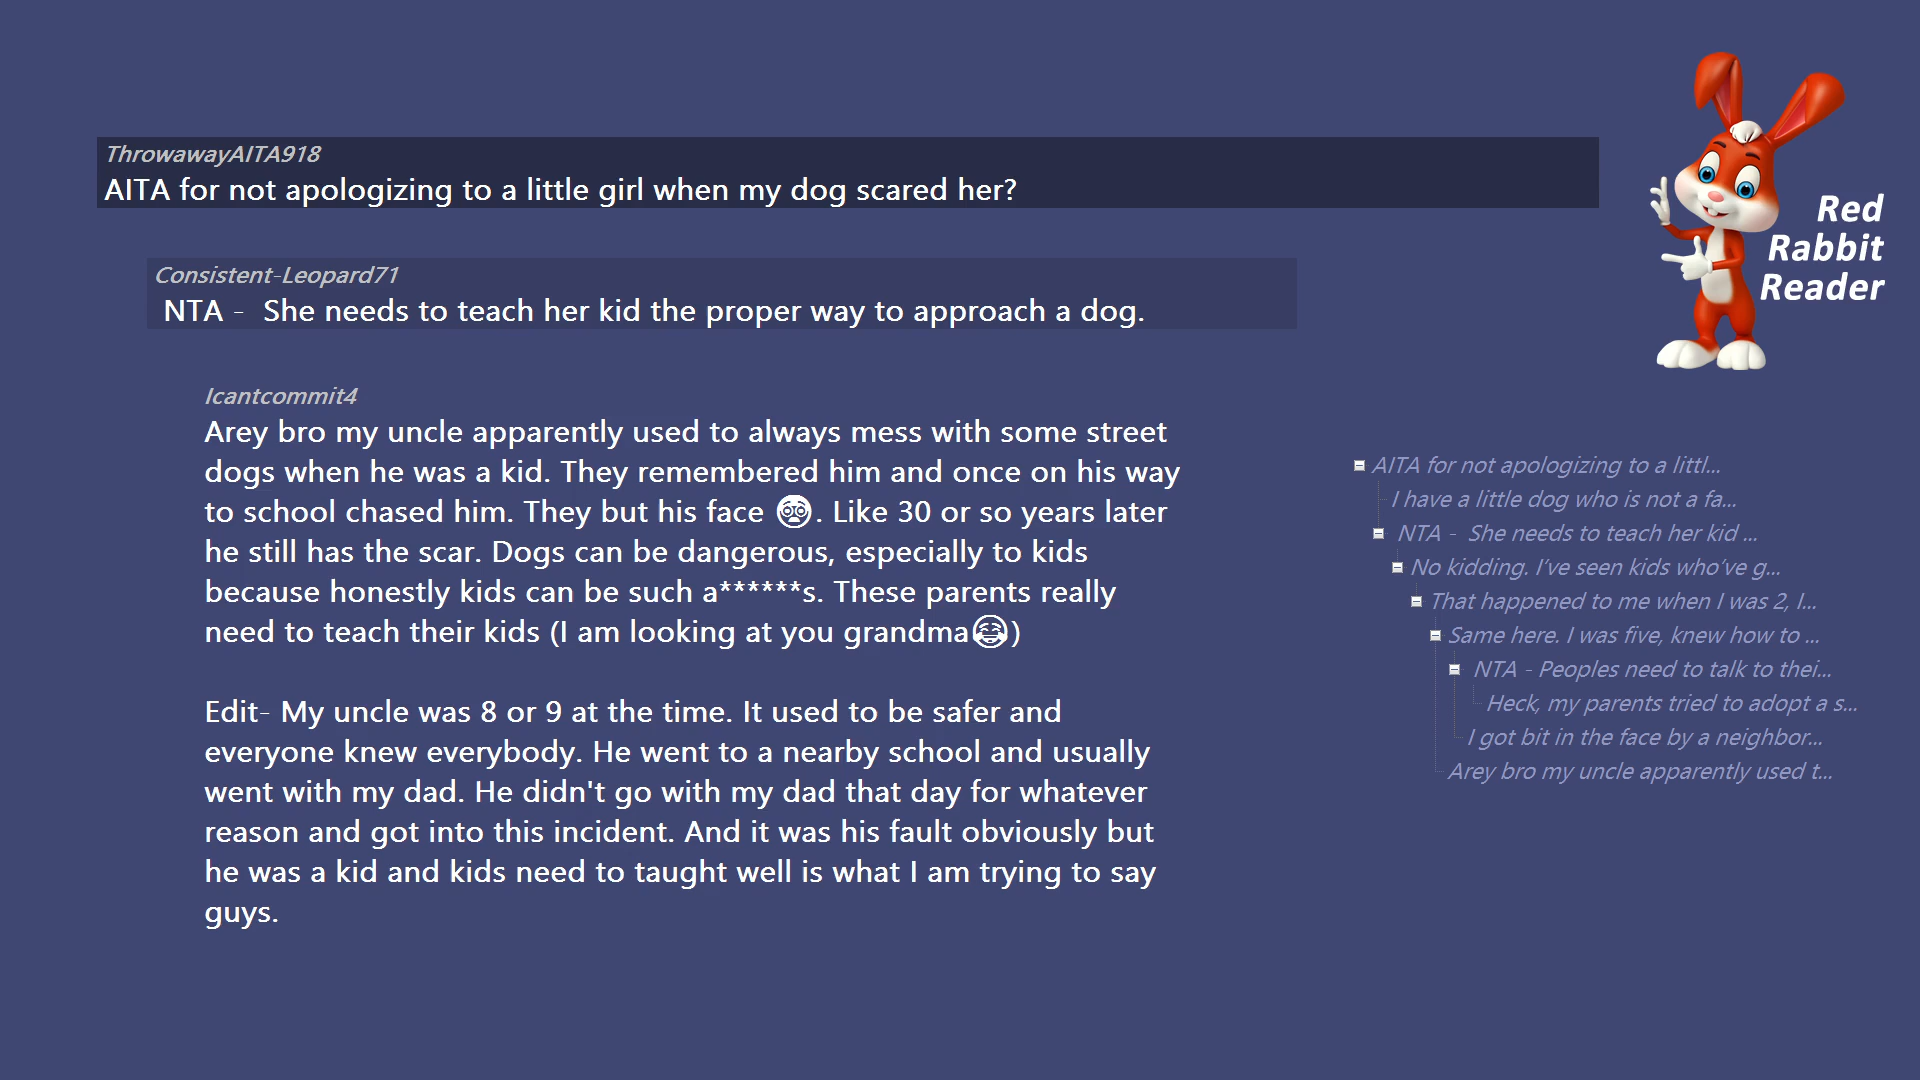 ThrowawayAITA918
AITA for not apologizing to a little girl when my dog scared her?
Consistent-Leopard71
NTA - She needs to teach her kid the proper way to approach a dog.
Icantcommit4
Arey bro my uncle apparently used to always mess with some street
dogs when he was a kid. They remembered him and once on his way
to school chased him. They but his face 😳. Like 30 or so years later
he still has the scar. Dogs can be dangerous, especially to kids
because honestly kids can be such a******s. These parents really
need to teach their kids (I am looking at you grandma😂)
Edit- My uncle was 8 or 9 at the time. It used to be safer and
everyone knew everybody. He went to a nearby school and usually
went with my dad. He didn't go with my dad that day for whatever
reason and got into this incident. And it was his fault obviously but
he was a kid and kids need to taught well is what I am trying to say
guys.
Red
Rabbit
Reader
AITA for not apologizing to a littl...
I have a little dog who is not a fa...
NTA - She needs to teach her kid ...
No kidding. I've seen kids who've g...
That happened to me when I was 2, I...
Same here. I was five, knew how to ...
NTA - Peoples need to talk to thei...
Heck, my parents tried to adopt a s...
I got bit in the face by a neighbor...
Arey bro my uncle apparently used t...